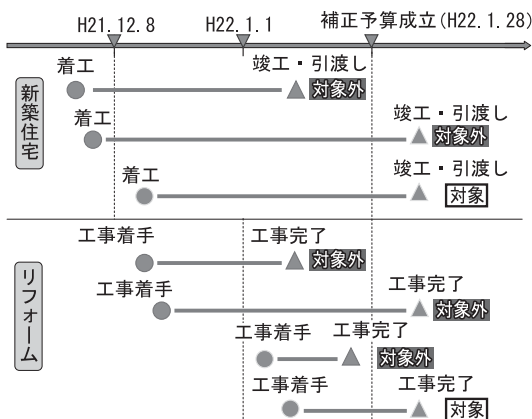 H21.12.8 H22.1.1 補正予算成立(H22.1.28)
新築住宅
着工 竣工・引渡し
対象外
着工 竣工・引渡し
対象外
着工 竣工・引渡し
対象
リフォーム
工事着手 工事完了
対象外
工事着手 工事完了
対象外
工事着手 工事完了
対象外
工事着手 工事完了
対象